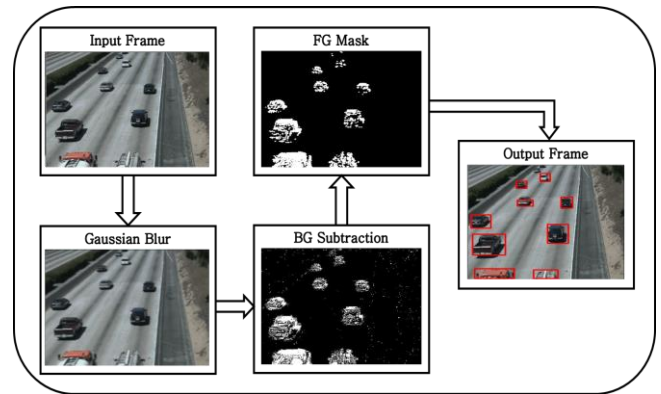 Input Frame
Gaussian Blur
BG Subtraction
FG Mask
Output Frame